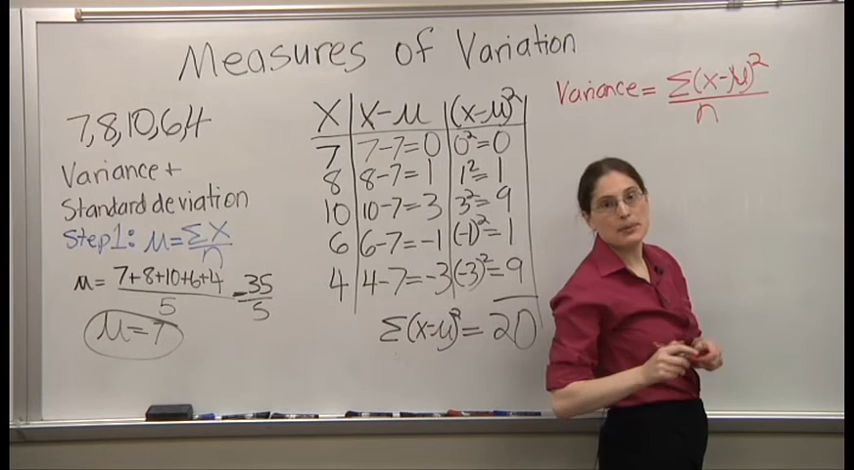 Measures of Variation
7,8,10,6,4
Variance +
Standard deviation
Step1: μ = Σx/n
μ = 7+8+10+6+4/5 = 35/5
μ = 7
x | x-μ | (x-μ)²
7 | 7-7=0 | 0²=0
8 | 8-7=1 | 1²=1
10 | 10-7=3 | 3²=9
6 | 6-7=-1 | (-1)²=1
4 | 4-7=-3 | (-3)²=9
Σ(x-μ)² = 20
Variance = Σ(x-μ)²/n